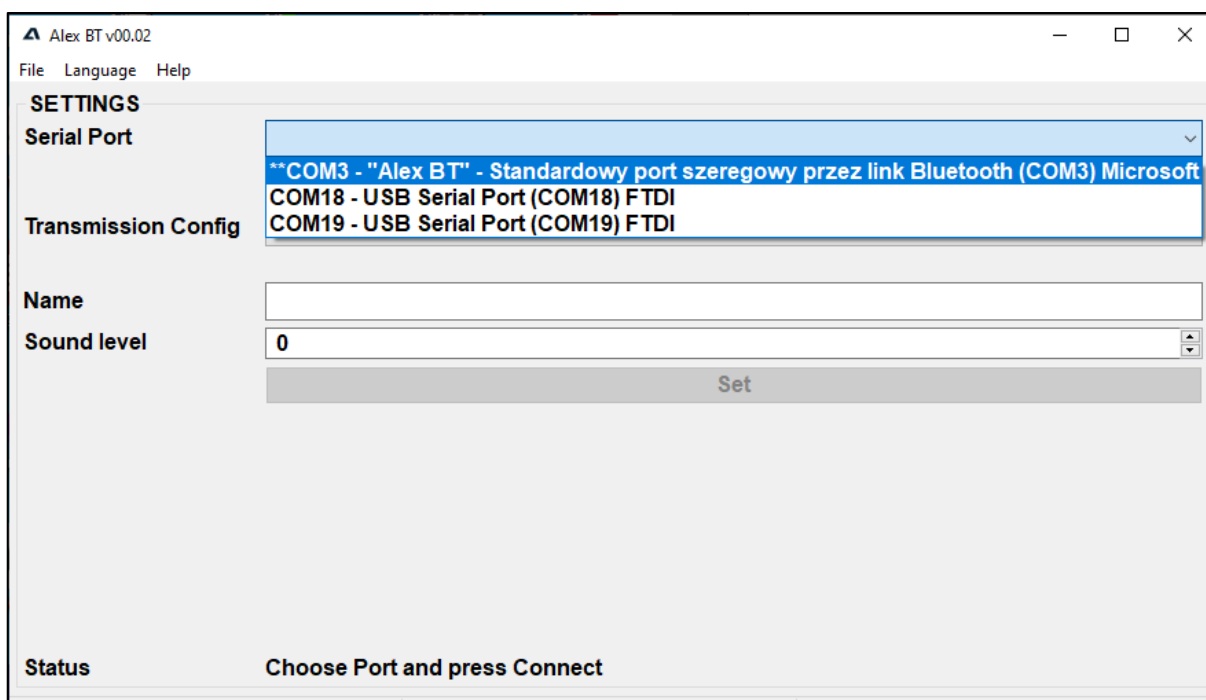 Alex BT v00.02
File Language Help
SETTINGS
Serial Port
**COM3 - "Alex BT" - Standardowy port szeregowy przez link Bluetooth (COM3) Microsoft
COM18 - USB Serial Port (COM18) FTDI
Transmission Config
COM19 - USB Serial Port (COM19) FTDI
Name
Sound level 0
Set
Status Choose Port and press Connect